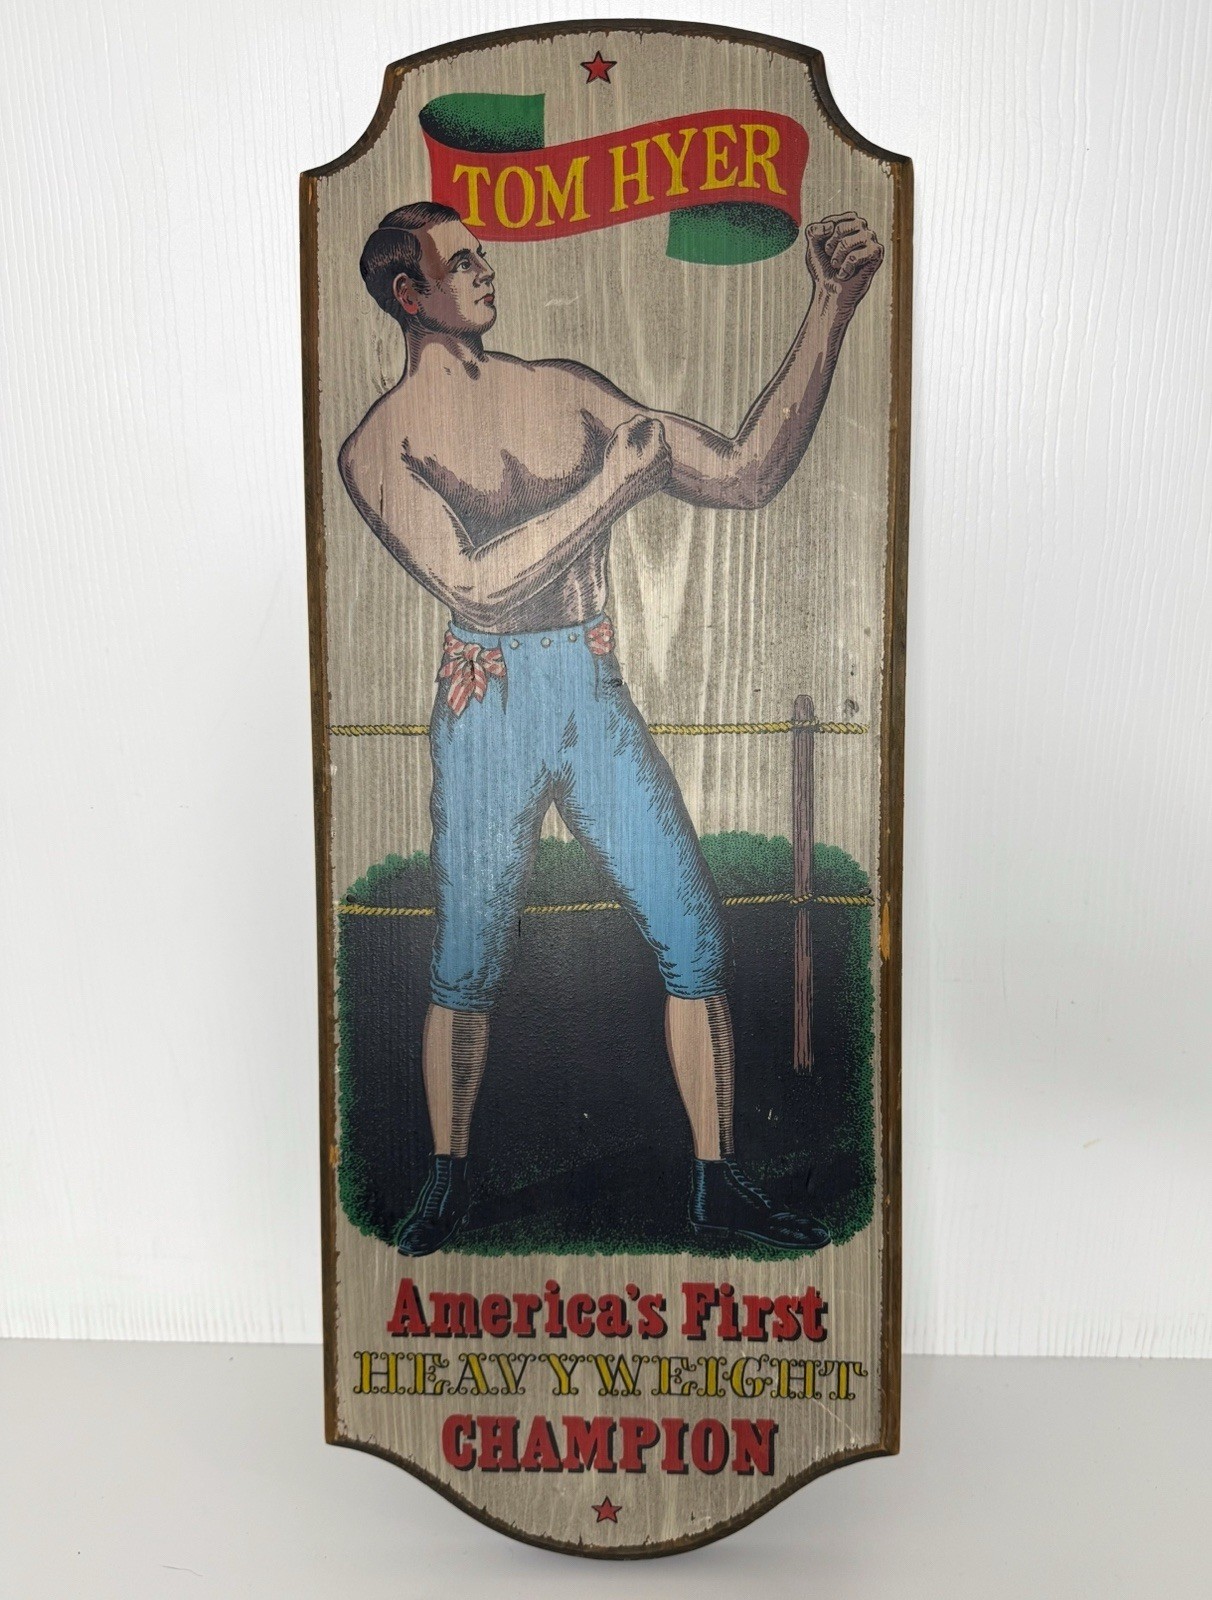 TOM HYER
America's First
HEAVYWEIGHT
CHAMPION